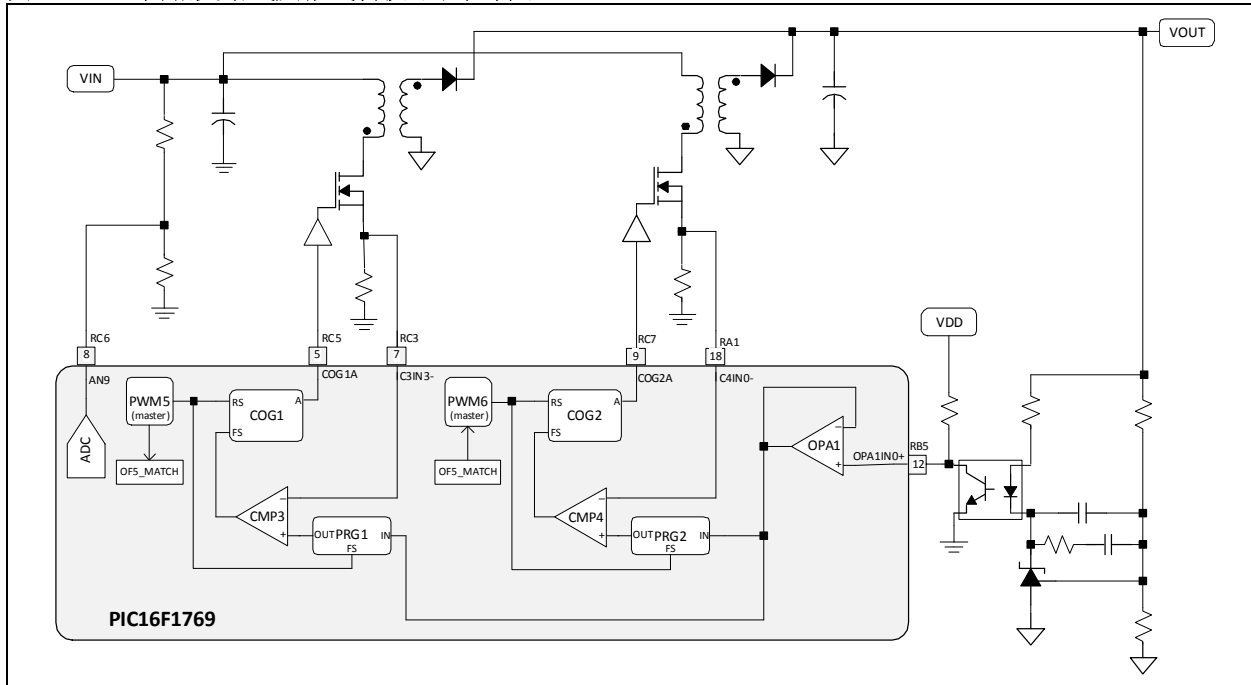 VOUT
VIN
VDD
RC6
RC5
RC3
RC7
RA1
8
5
7
9
18
AN9
COG1A
C3IN3-
COG2A
C4IN0-
RB5
OPA1IN0+
12
ADC
PWM5
(master)
OF5_MATCH
RS
A
COG1
FS
CMP3
−
+
OUT
PRG1
IN
FS
PWM6
(master)
OF5_MATCH
RS
A
COG2
FS
CMP4
−
+
OUT
PRG2
IN
FS
OPA1
−
+
PIC16F1769